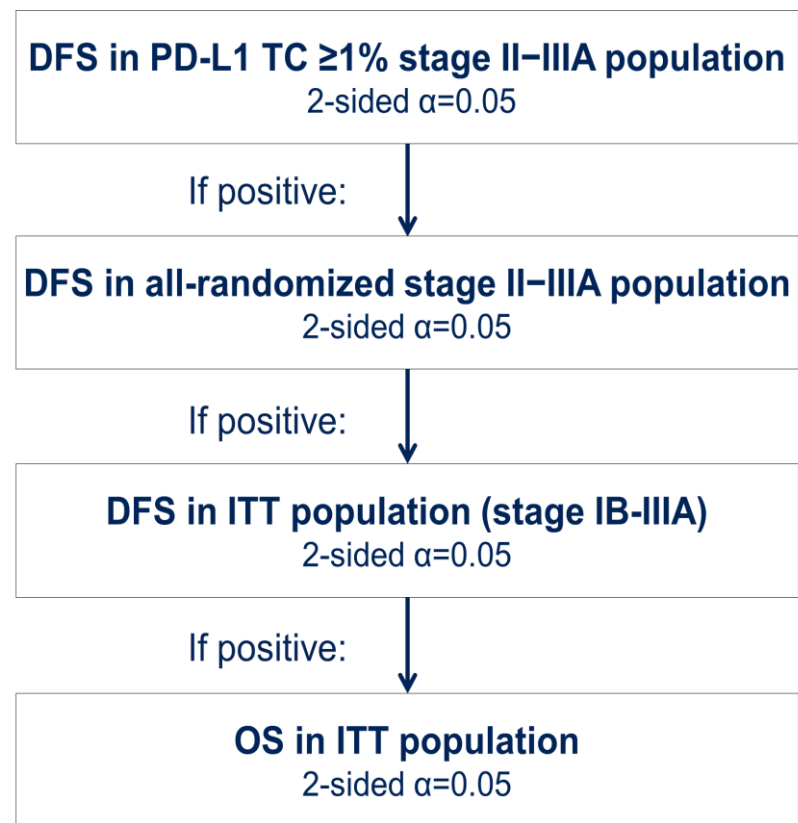 DFS in PD-L1 TC ≥1% stage II−IIIA population
2-sided α=0.05
If positive:
DFS in all-randomized stage II−IIIA population
2-sided α=0.05
If positive:
DFS in ITT population (stage IB-IIIA)
2-sided α=0.05
If positive:
OS in ITT population
2-sided α=0.05